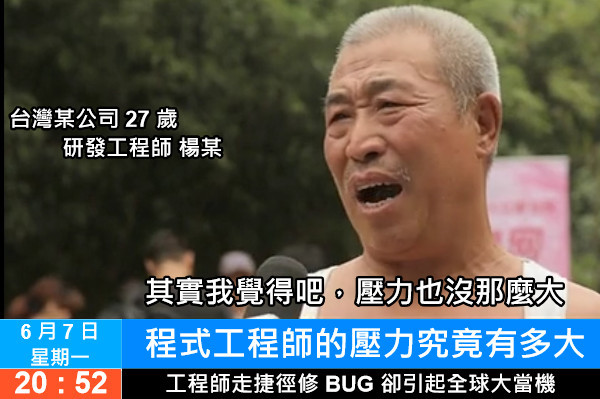 台灣某公司 27 歲
研發工程師 楊某
其實我覺得吧，壓力也沒那麼大
6 月 7 日
星期一
程式工程師的壓力究竟有多大
20：52
工程師走捷徑修 BUG 卻引起全球大當機